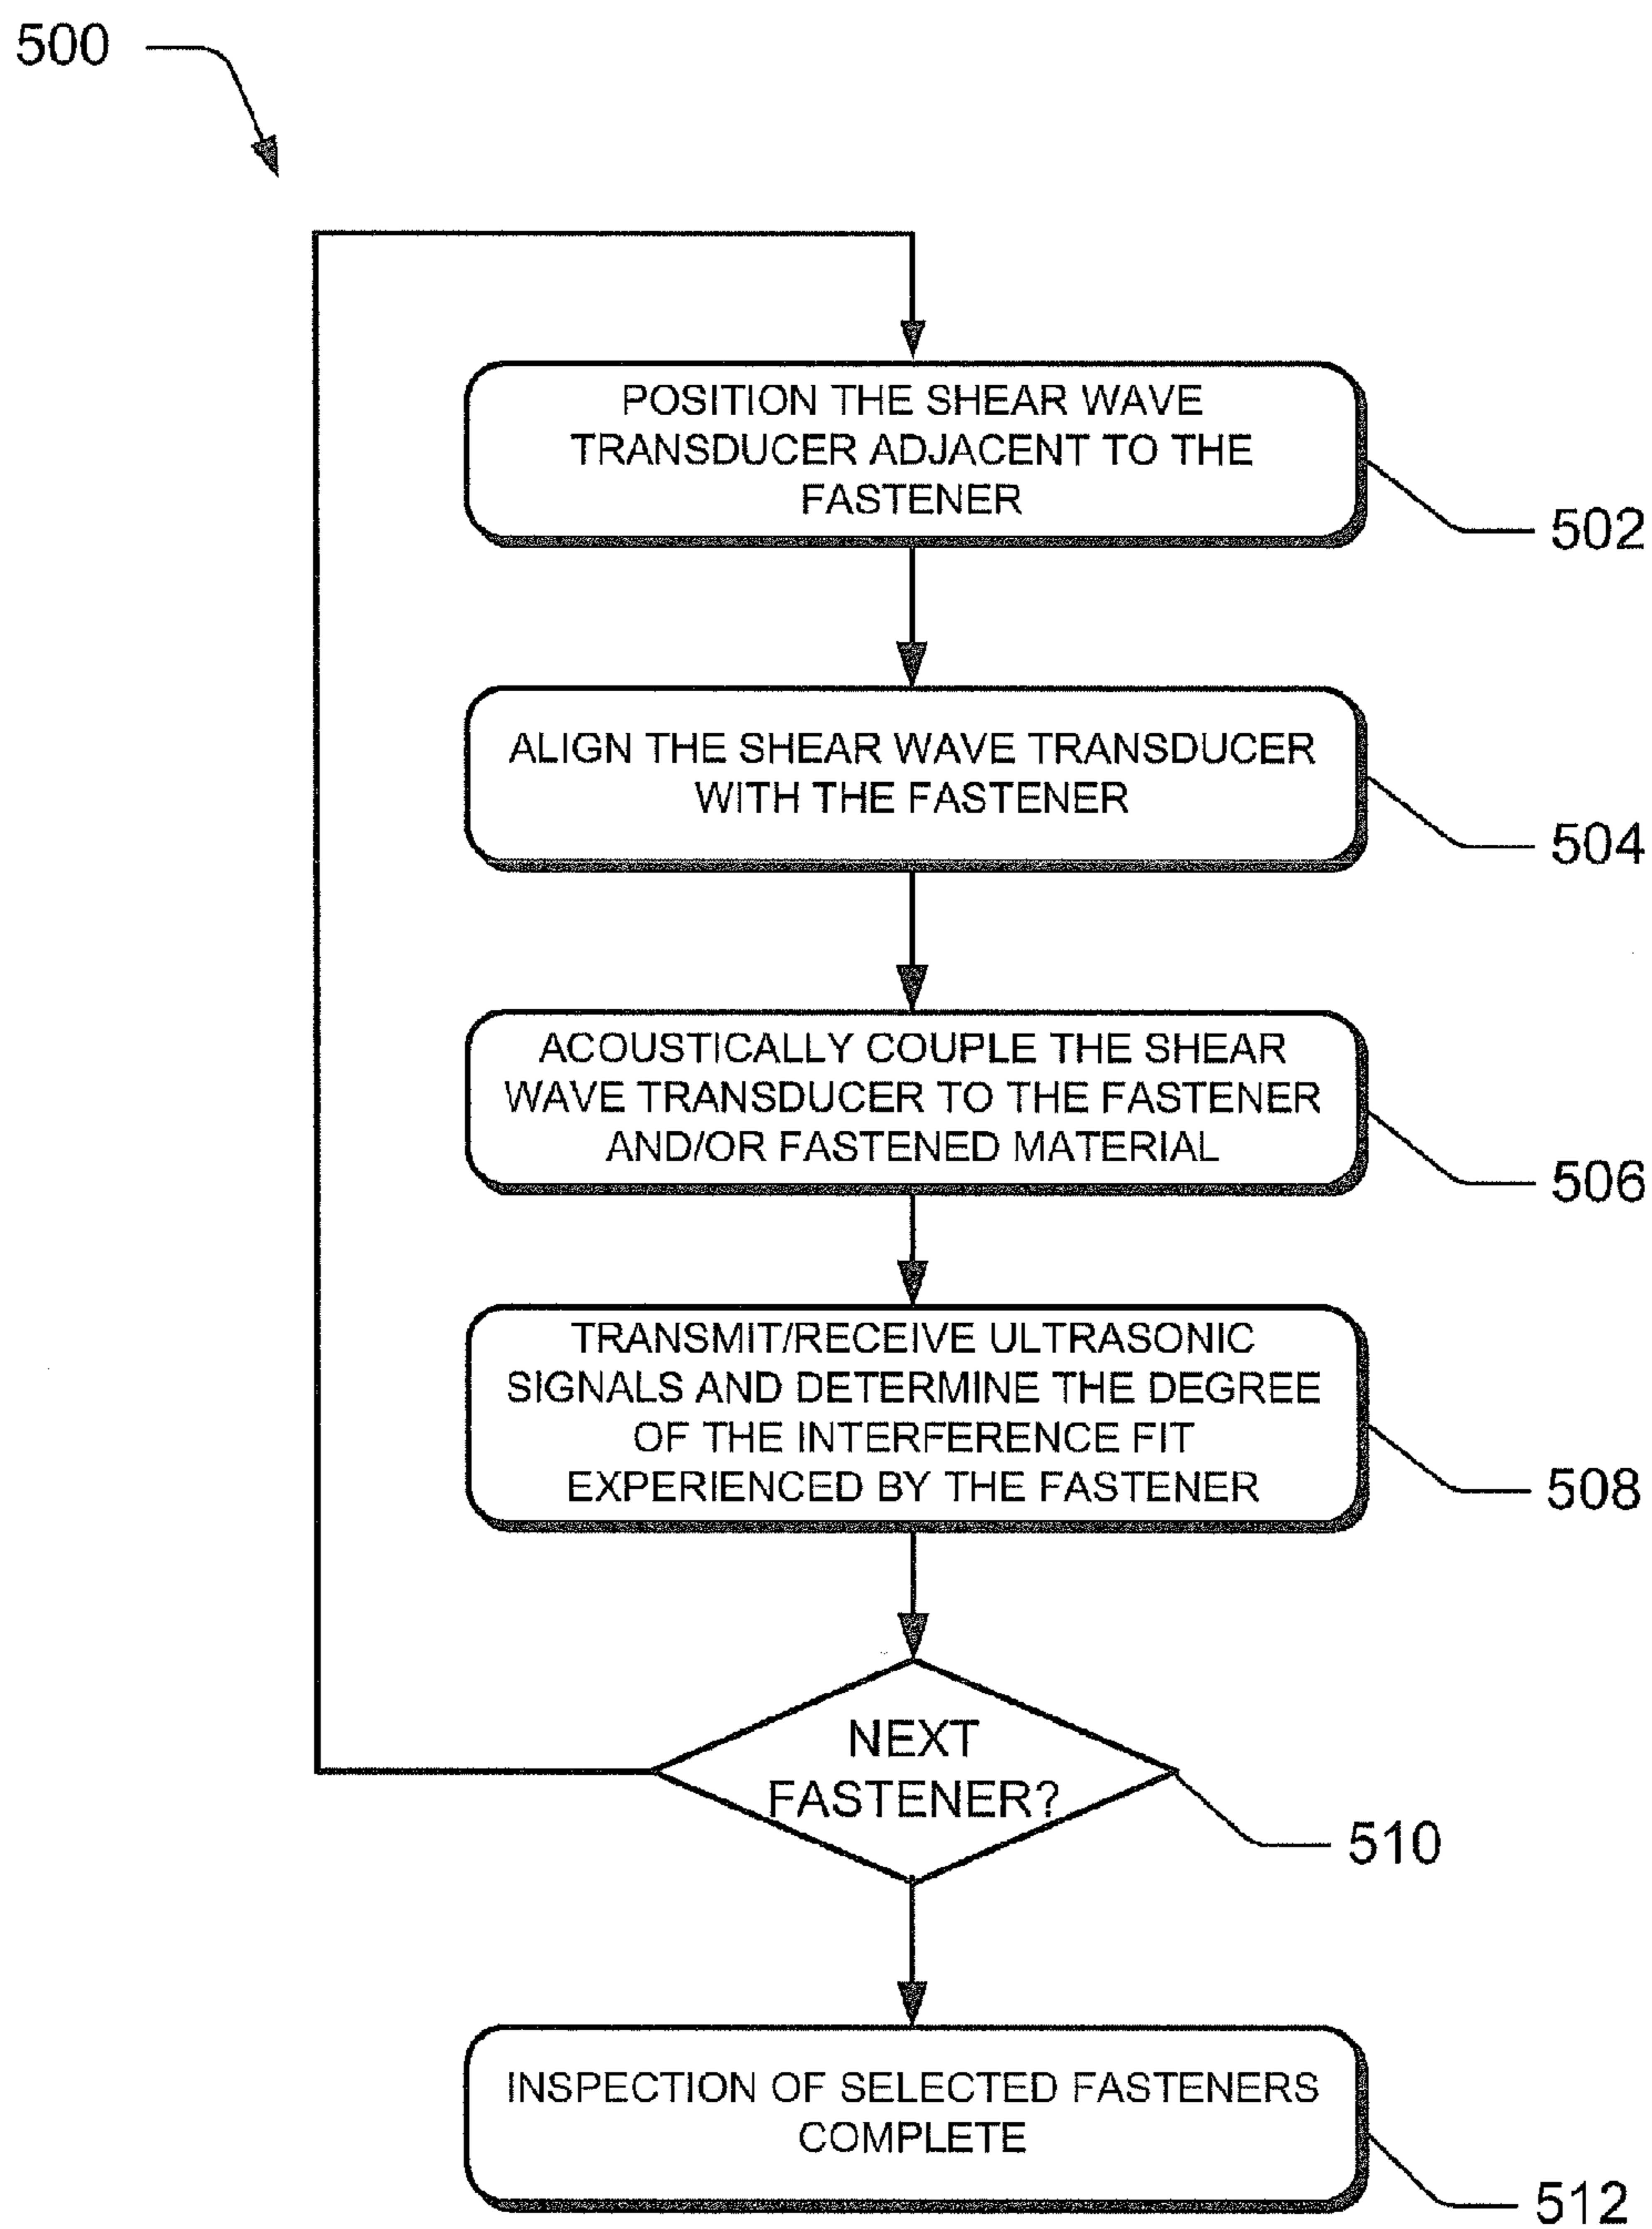 500
POSITION THE SHEAR WAVE
TRANSDUCER ADJACENT TO THE
FASTENER
502
ALIGN THE SHEAR WAVE TRANSDUCER
WITH THE FASTENER
504
ACOUSTICALLY COUPLE THE SHEAR
WAVE TRANSDUCER TO THE FASTENER
AND/OR FASTENED MATERIAL
506
TRANSMIT/RECEIVE ULTRASONIC
SIGNALS AND DETERMINE THE DEGREE
OF THE INTERFERENCE FIT
EXPERIENCED BY THE FASTENER
508
NEXT
FASTENER?
510
INSPECTION OF SELECTED FASTENERS
COMPLETE
512